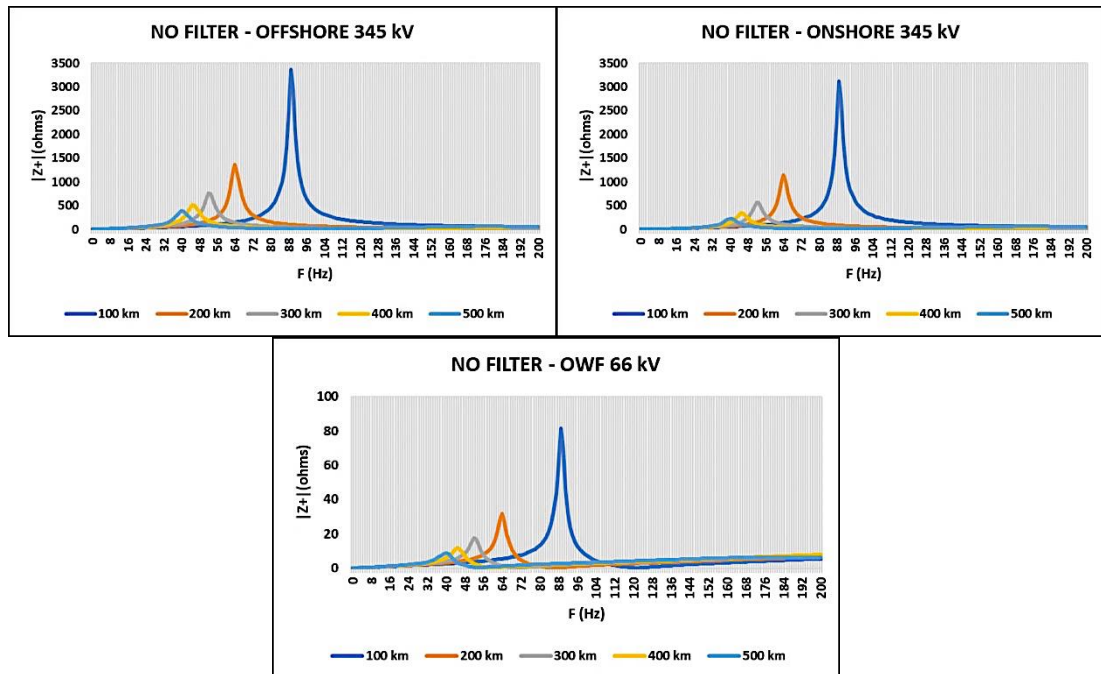 NO FILTER - OFFSHORE 345 kV
|Z+|(ohms)
3500
3000
2500
2000
1500
1000
500
0
0 8 16 24 32 40 48 56 64 72 80 88 96 104 112 120 128 136 144 152 160 168 176 184 192 200
F (Hz)
100 km 200 km 300 km 400 km 500 km
NO FILTER - ONSHORE 345 kV
|Z+|(ohms)
3500
3000
2500
2000
1500
1000
500
0
0 8 16 24 32 40 48 56 64 72 80 88 96 104 112 120 128 136 144 152 160 168 176 184 192 200
F (Hz)
100 km 200 km 300 km 400 km 500 km
NO FILTER - OWF 66 kV
|Z+|(ohms)
100
80
60
40
20
0
0 8 16 24 32 40 48 56 64 72 80 88 96 104 112 120 128 136 144 152 160 168 176 184 192 200
F (Hz)
100 km 200 km 300 km 400 km 500 km